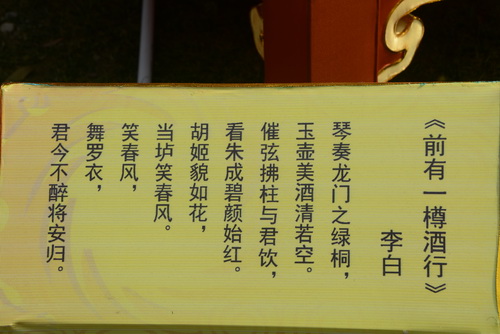 《前有一樽酒行》
李白
琴奏龙门之绿桐，
玉壶美酒清若空。
催弦拂柱与君饮，
看朱成碧颜始红。
胡姬貌如花，
当垆笑春风。
笑春风，
舞罗衣，
君今不醉将安归。